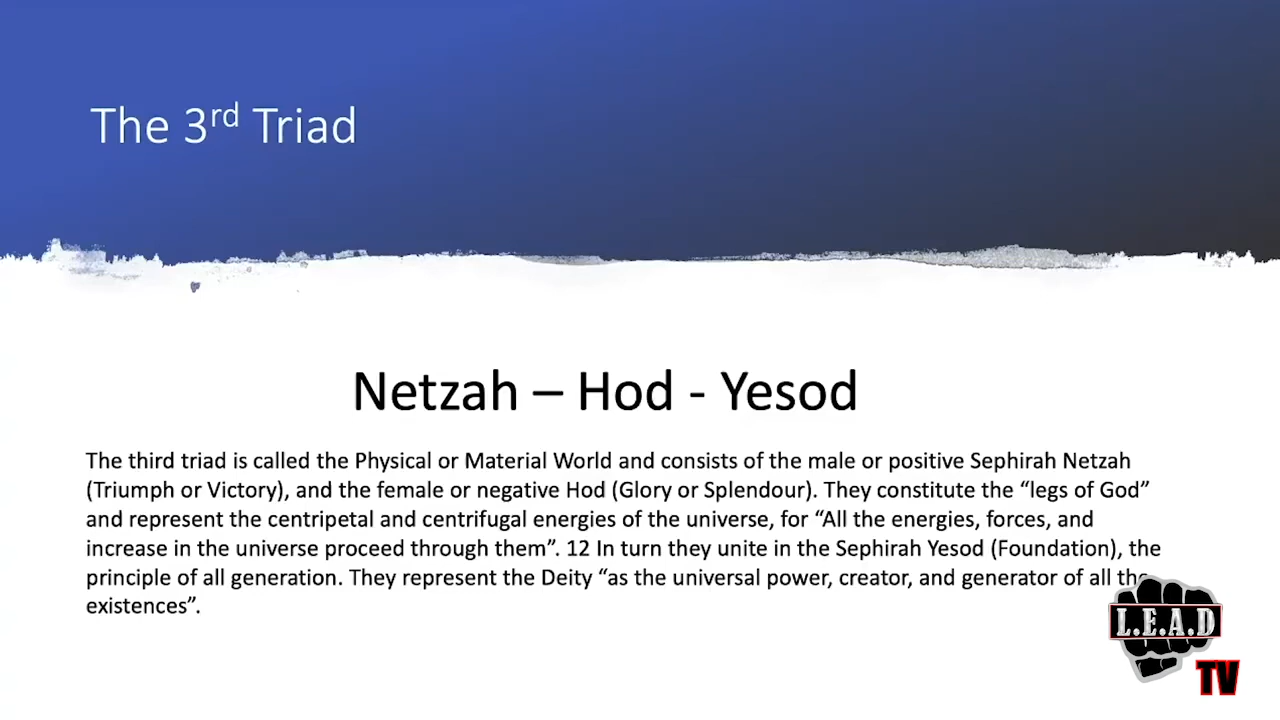 The 3rd Triad
Netzah – Hod - Yesod
The third triad is called the Physical or Material World and consists of the male or positive Sephirah Netzah
(Triumph or Victory), and the female or negative Hod (Glory or Splendour). They constitute the “legs of God”
and represent the centripetal and centrifugal energies of the universe, for “All the energies, forces, and
increase in the universe proceed through them”. 12 In turn they unite in the Sephirah Yesod (Foundation), the
principle of all generation. They represent the Deity “as the universal power, creator, and generator of all the
existences”.
L.E.A.D
TV